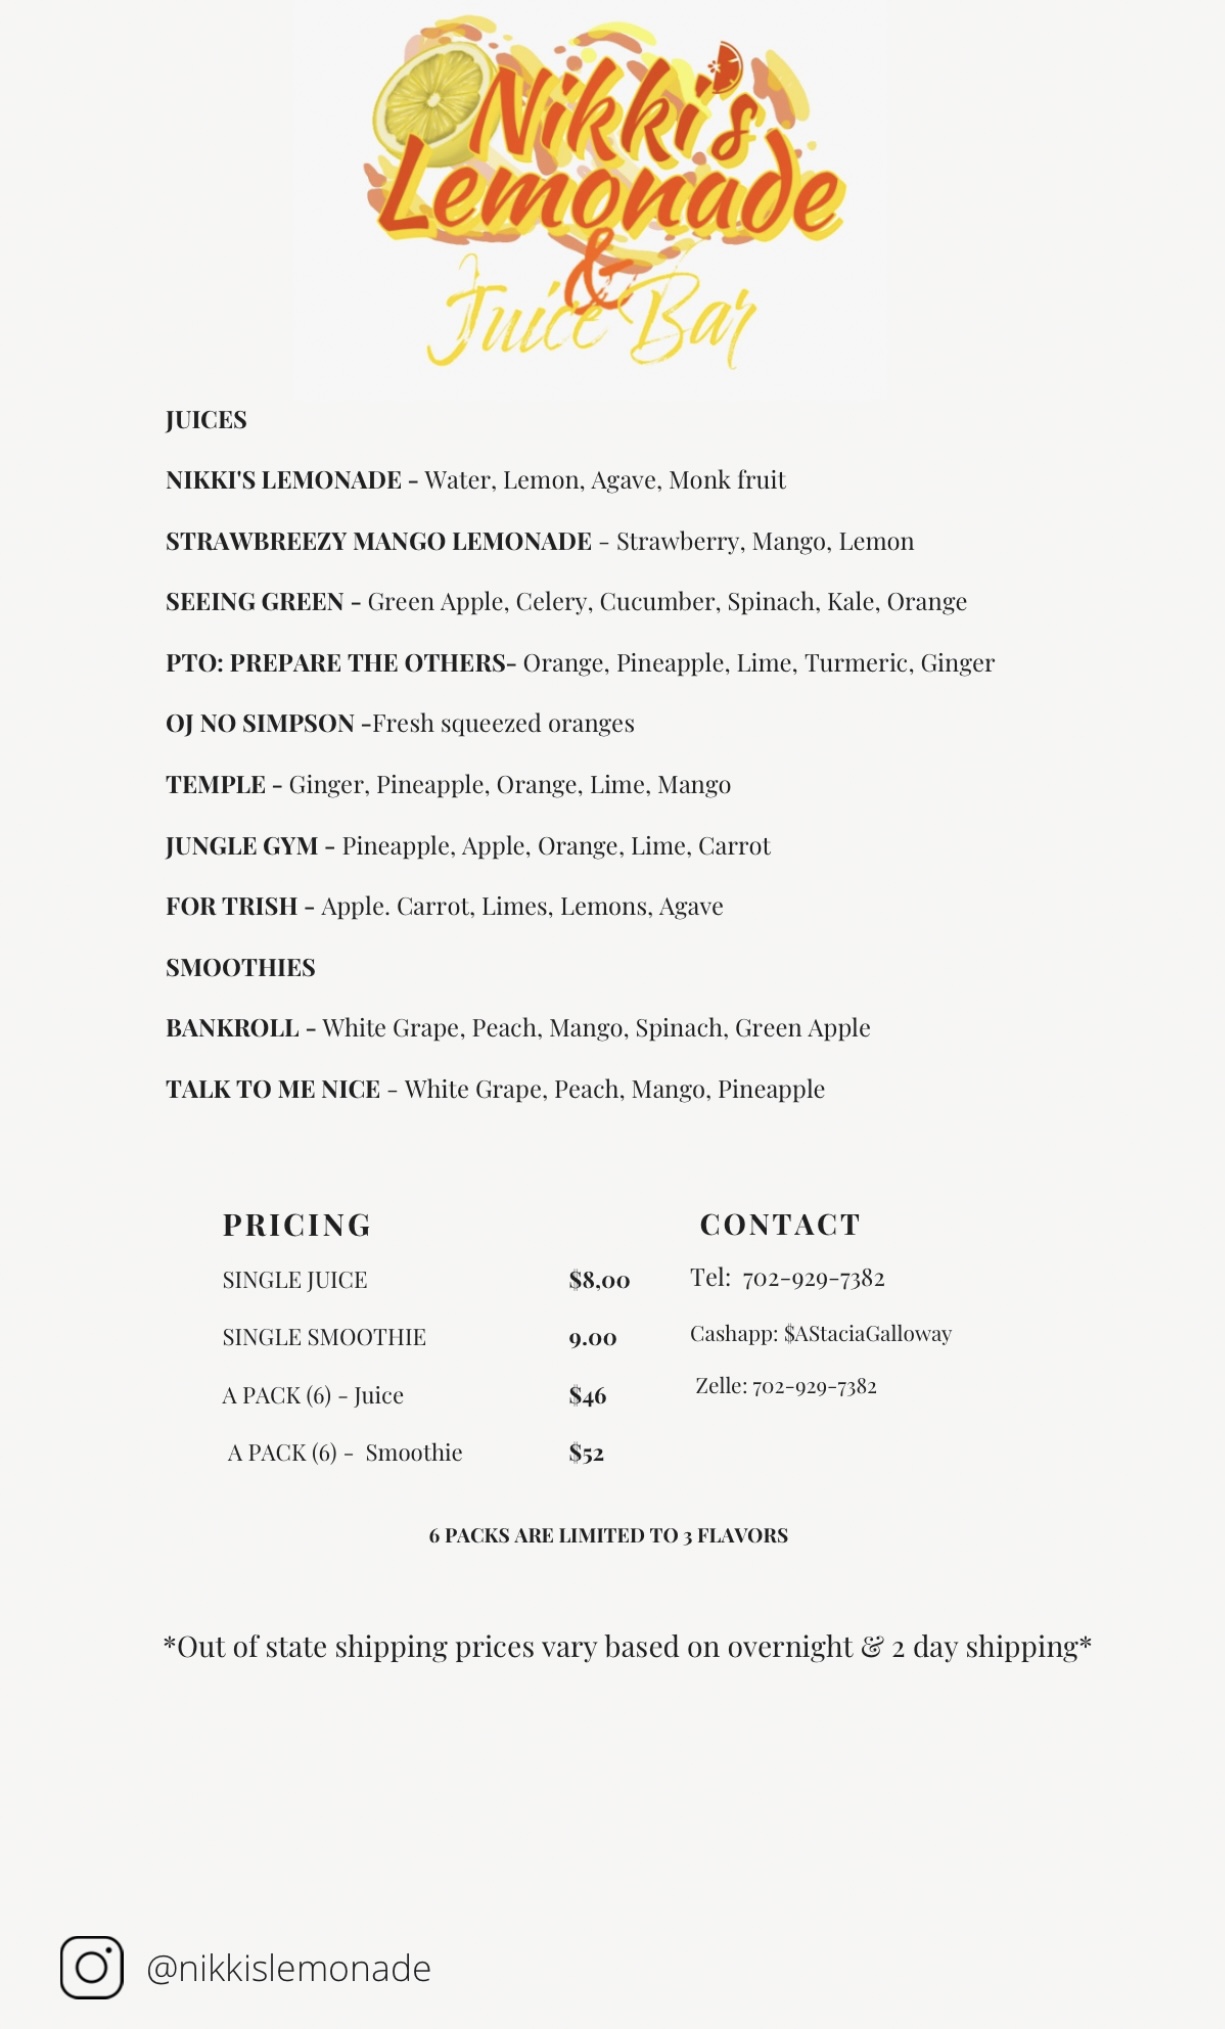 Nikki's
Lemonade
&
Juice Bar
JUICES
NIKKI'S LEMONADE - Water, Lemon, Agave, Monk fruit
STRAWBREEZY MANGO LEMONADE - Strawberry, Mango, Lemon
SEEING GREEN - Green Apple, Celery, Cucumber, Spinach, Kale, Orange
PTO: PREPARE THE OTHERS- Orange, Pineapple, Lime, Turmeric, Ginger
OJ NO SIMPSON -Fresh squeezed oranges
TEMPLE - Ginger, Pineapple, Orange, Lime, Mango
JUNGLE GYM - Pineapple, Apple, Orange, Lime, Carrot
FOR TRISH - Apple. Carrot, Limes, Lemons, Agave
SMOOTHIES
BANKROLL - White Grape, Peach, Mango, Spinach, Green Apple
TALK TO ME NICE - White Grape, Peach, Mango, Pineapple
PRICING
SINGLE JUICE $8,00
SINGLE SMOOTHIE 9.00
A PACK (6) - Juice $46
A PACK (6) - Smoothie $52
CONTACT
Tel: 702-929-7382
Cashapp: $AStaciaGalloway
Zelle: 702-929-7382
6 PACKS ARE LIMITED TO 3 FLAVORS
*Out of state shipping prices vary based on overnight & 2 day shipping*
@nikkislemonade